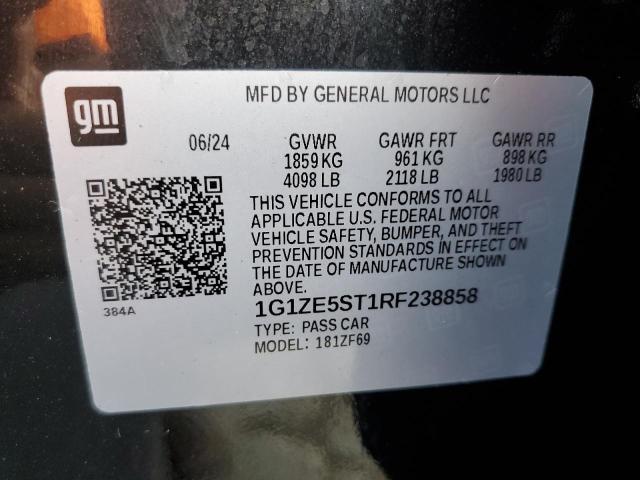 gm
MFD BY GENERAL MOTORS LLC
06/24 GVWR GAWR FRT GAWR RR
1859 KG 961 KG 898 KG
4098 LB 2118 LB 1980 LB
THIS VEHICLE CONFORMS TO ALL
APPLICABLE U.S. FEDERAL MOTOR
VEHICLE SAFETY, BUMPER, AND THEFT
PREVENTION STANDARDS IN EFFECT ON
THE DATE OF MANUFACTURE SHOWN
ABOVE.
384A
1G1ZE5ST1RF238858
TYPE: PASS CAR
MODEL: 181ZF69